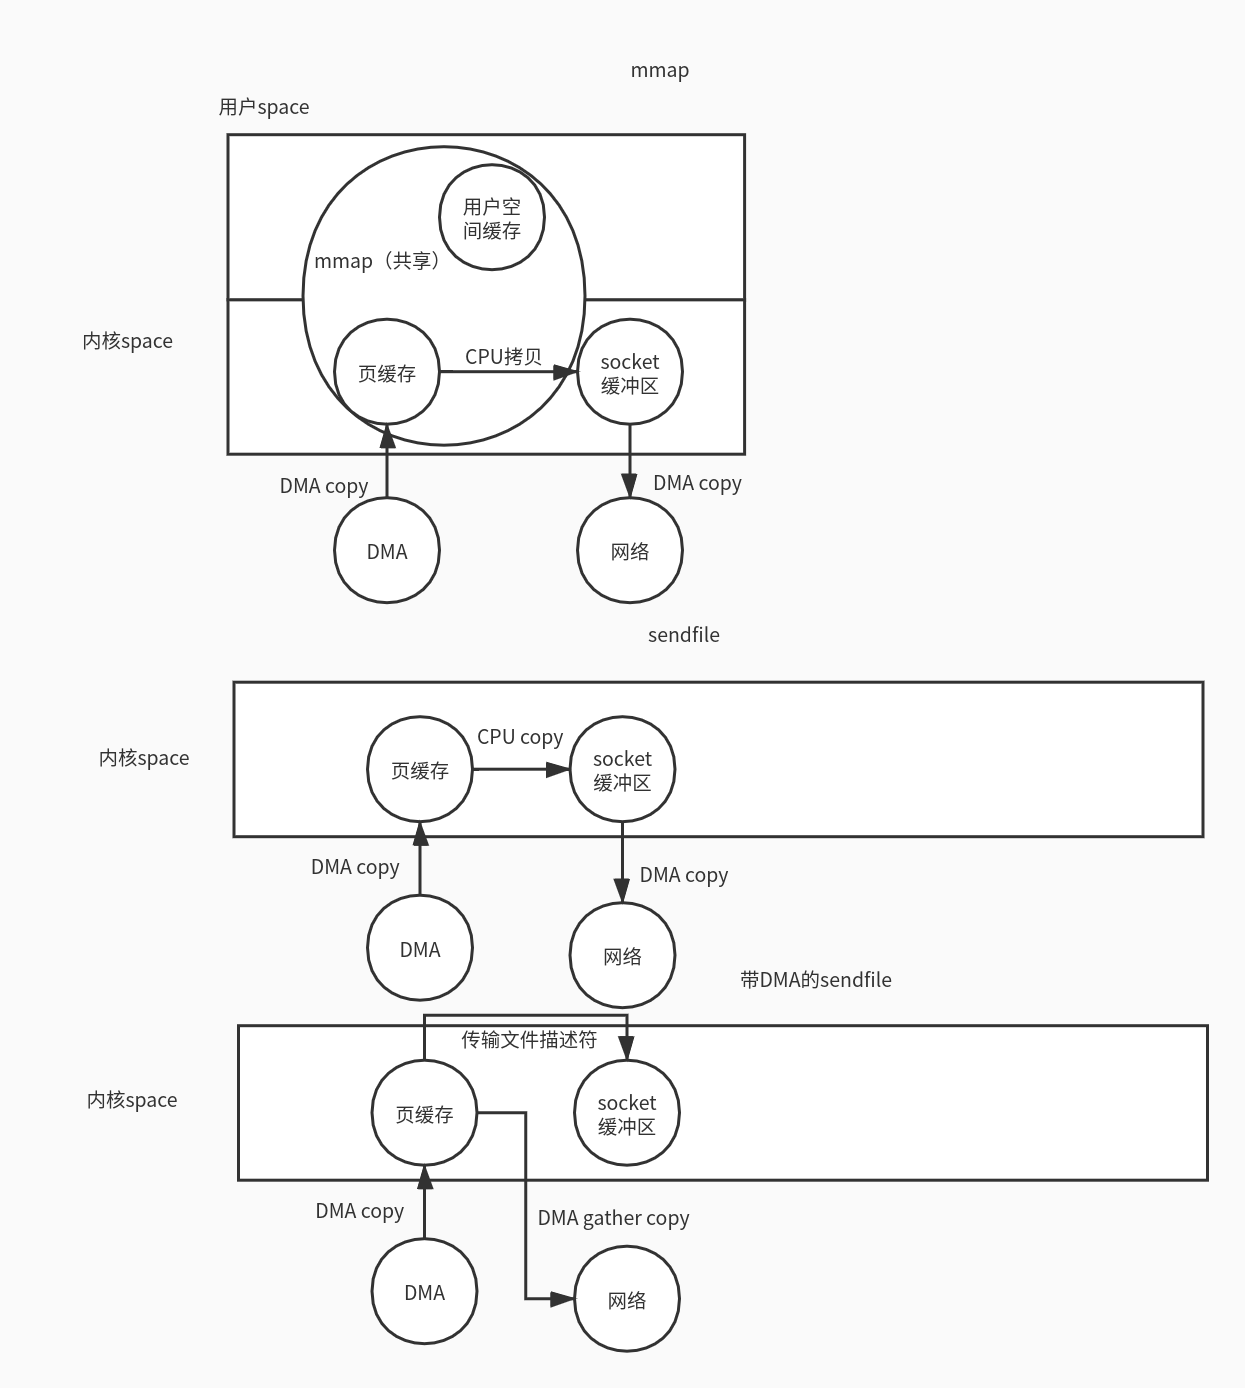 mmap
用户space
用户空
间缓存
mmap（共享）
内核space
CPU拷贝
页缓存
socket
缓冲区
DMA copy
DMA copy
DMA
网络
sendfile
内核space
CPU copy
页缓存
socket
缓冲区
DMA copy
DMA copy
DMA
网络
带DMA的sendfile
传输文件描述符
内核space
页缓存
socket
缓冲区
DMA copy
DMA gather copy
DMA
网络